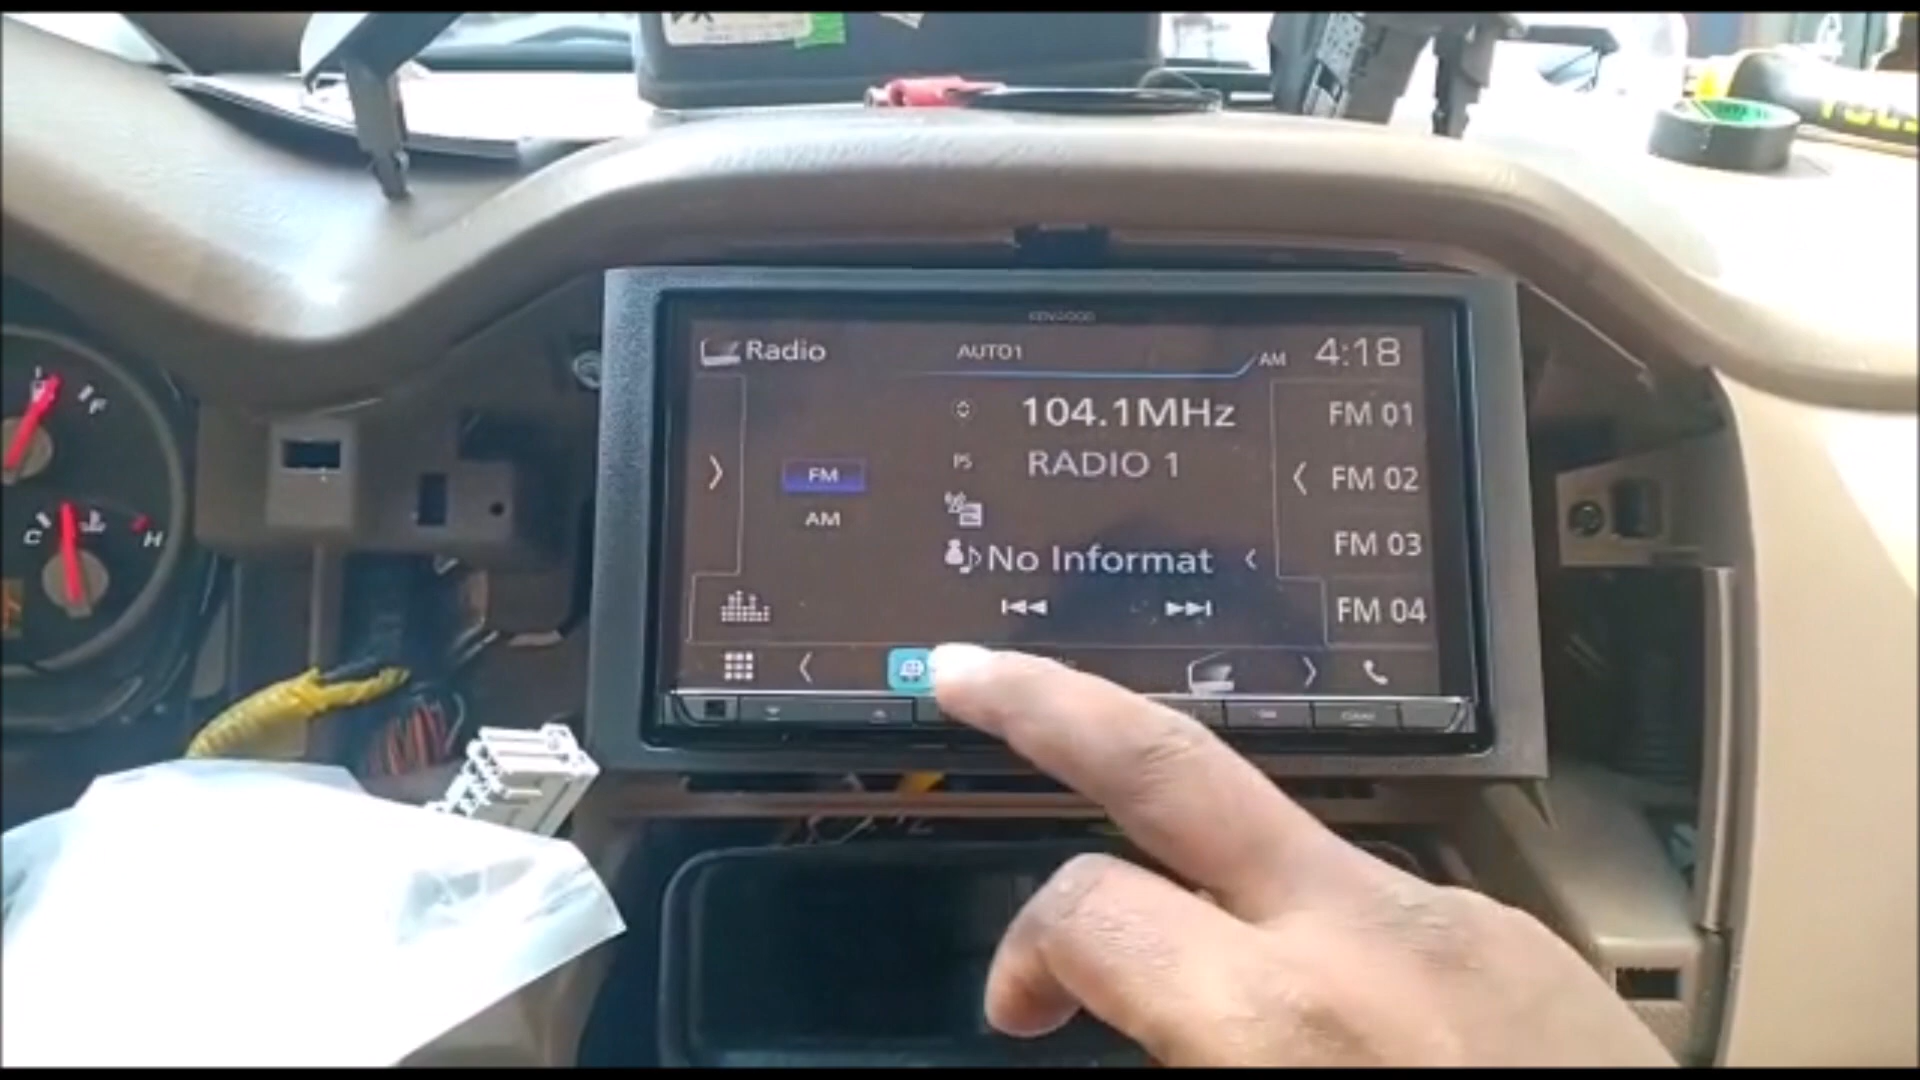 KENWOOD
Radio
AUTO1
AM 4:18
104.1MHz
FM 01
PS RADIO 1
FM
FM 02
AM
No Informat
FM 03
FM 04
F
C
H